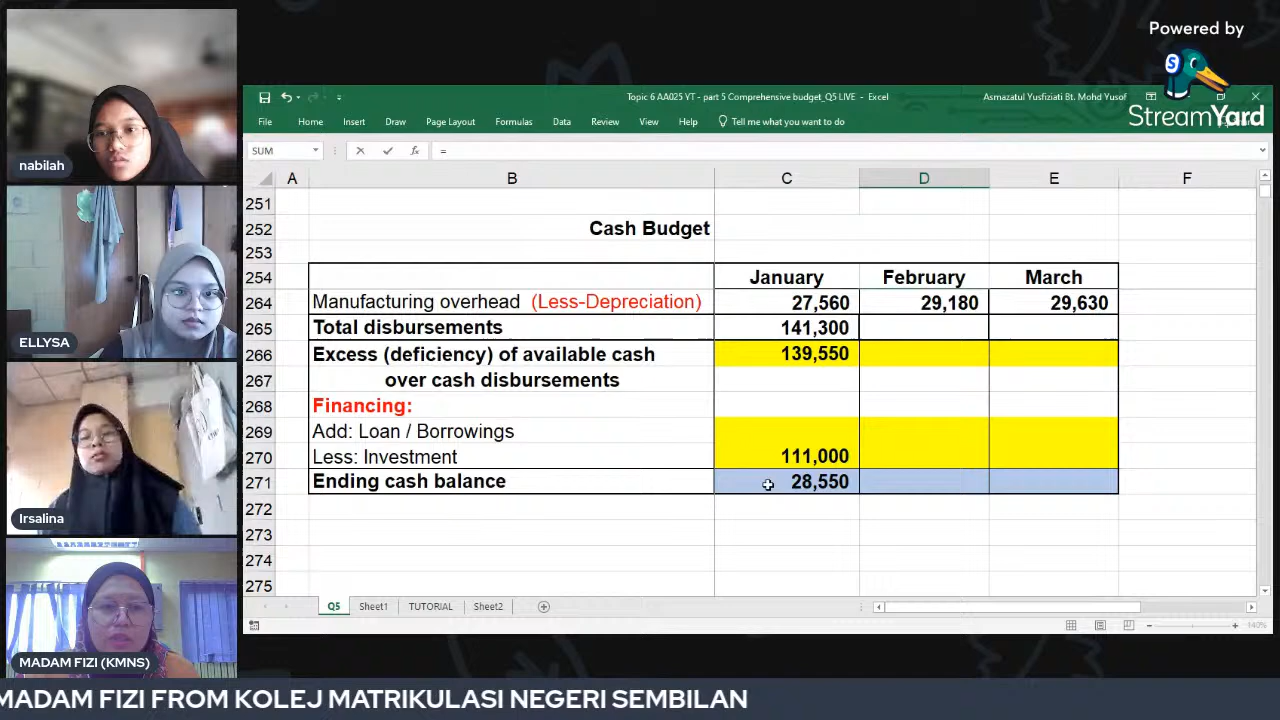 Powered by
S
StreamYard
nabilah
ELLYSA
Irsalina
MADAM FIZI (KMNS)
Topic 6 AA025 YT - part 5 Comprehensive budget_Q5 LIVE - Excel
Asmazatul Yusfiziati Bt. Mohd Yusof
File Home Insert Draw Page Layout Formulas Data Review View Help Tell me what you want to do
SUM fx =
A B C D E F
251
252 Cash Budget
253
254 January February March
264 Manufacturing overhead (Less-Depreciation) 27,560 29,180 29,630
265 Total disbursements 141,300
266 Excess (deficiency) of available cash 139,550
267 over cash disbursements
268 Financing:
269 Add: Loan / Borrowings
270 Less: Investment 111,000
271 Ending cash balance 28,550
272
273
274
275
Q5 Sheet1 TUTORIAL Sheet2
140%
MADAM FIZI FROM KOLEJ MATRIKULASI NEGERI SEMBILAN